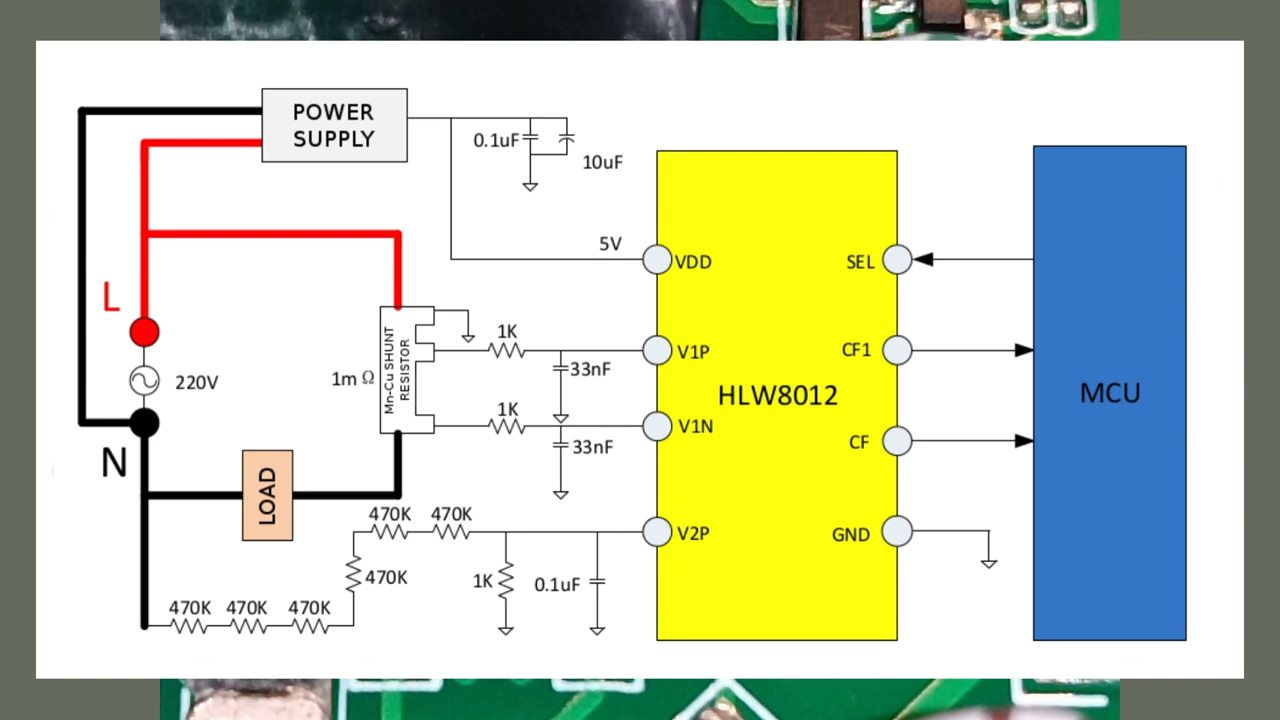 POWER
SUPPLY
0.1uF
10uF
5V
VDD
SEL
L
220V
N
1m Ω
Mn-Cu SHUNT
RESISTOR
1K
33nF
V1P
CF1
HLW8012
MCU
1K
33nF
V1N
CF
LOAD
470K
470K
V2P
GND
470K
1K
0.1uF
470K
470K
470K